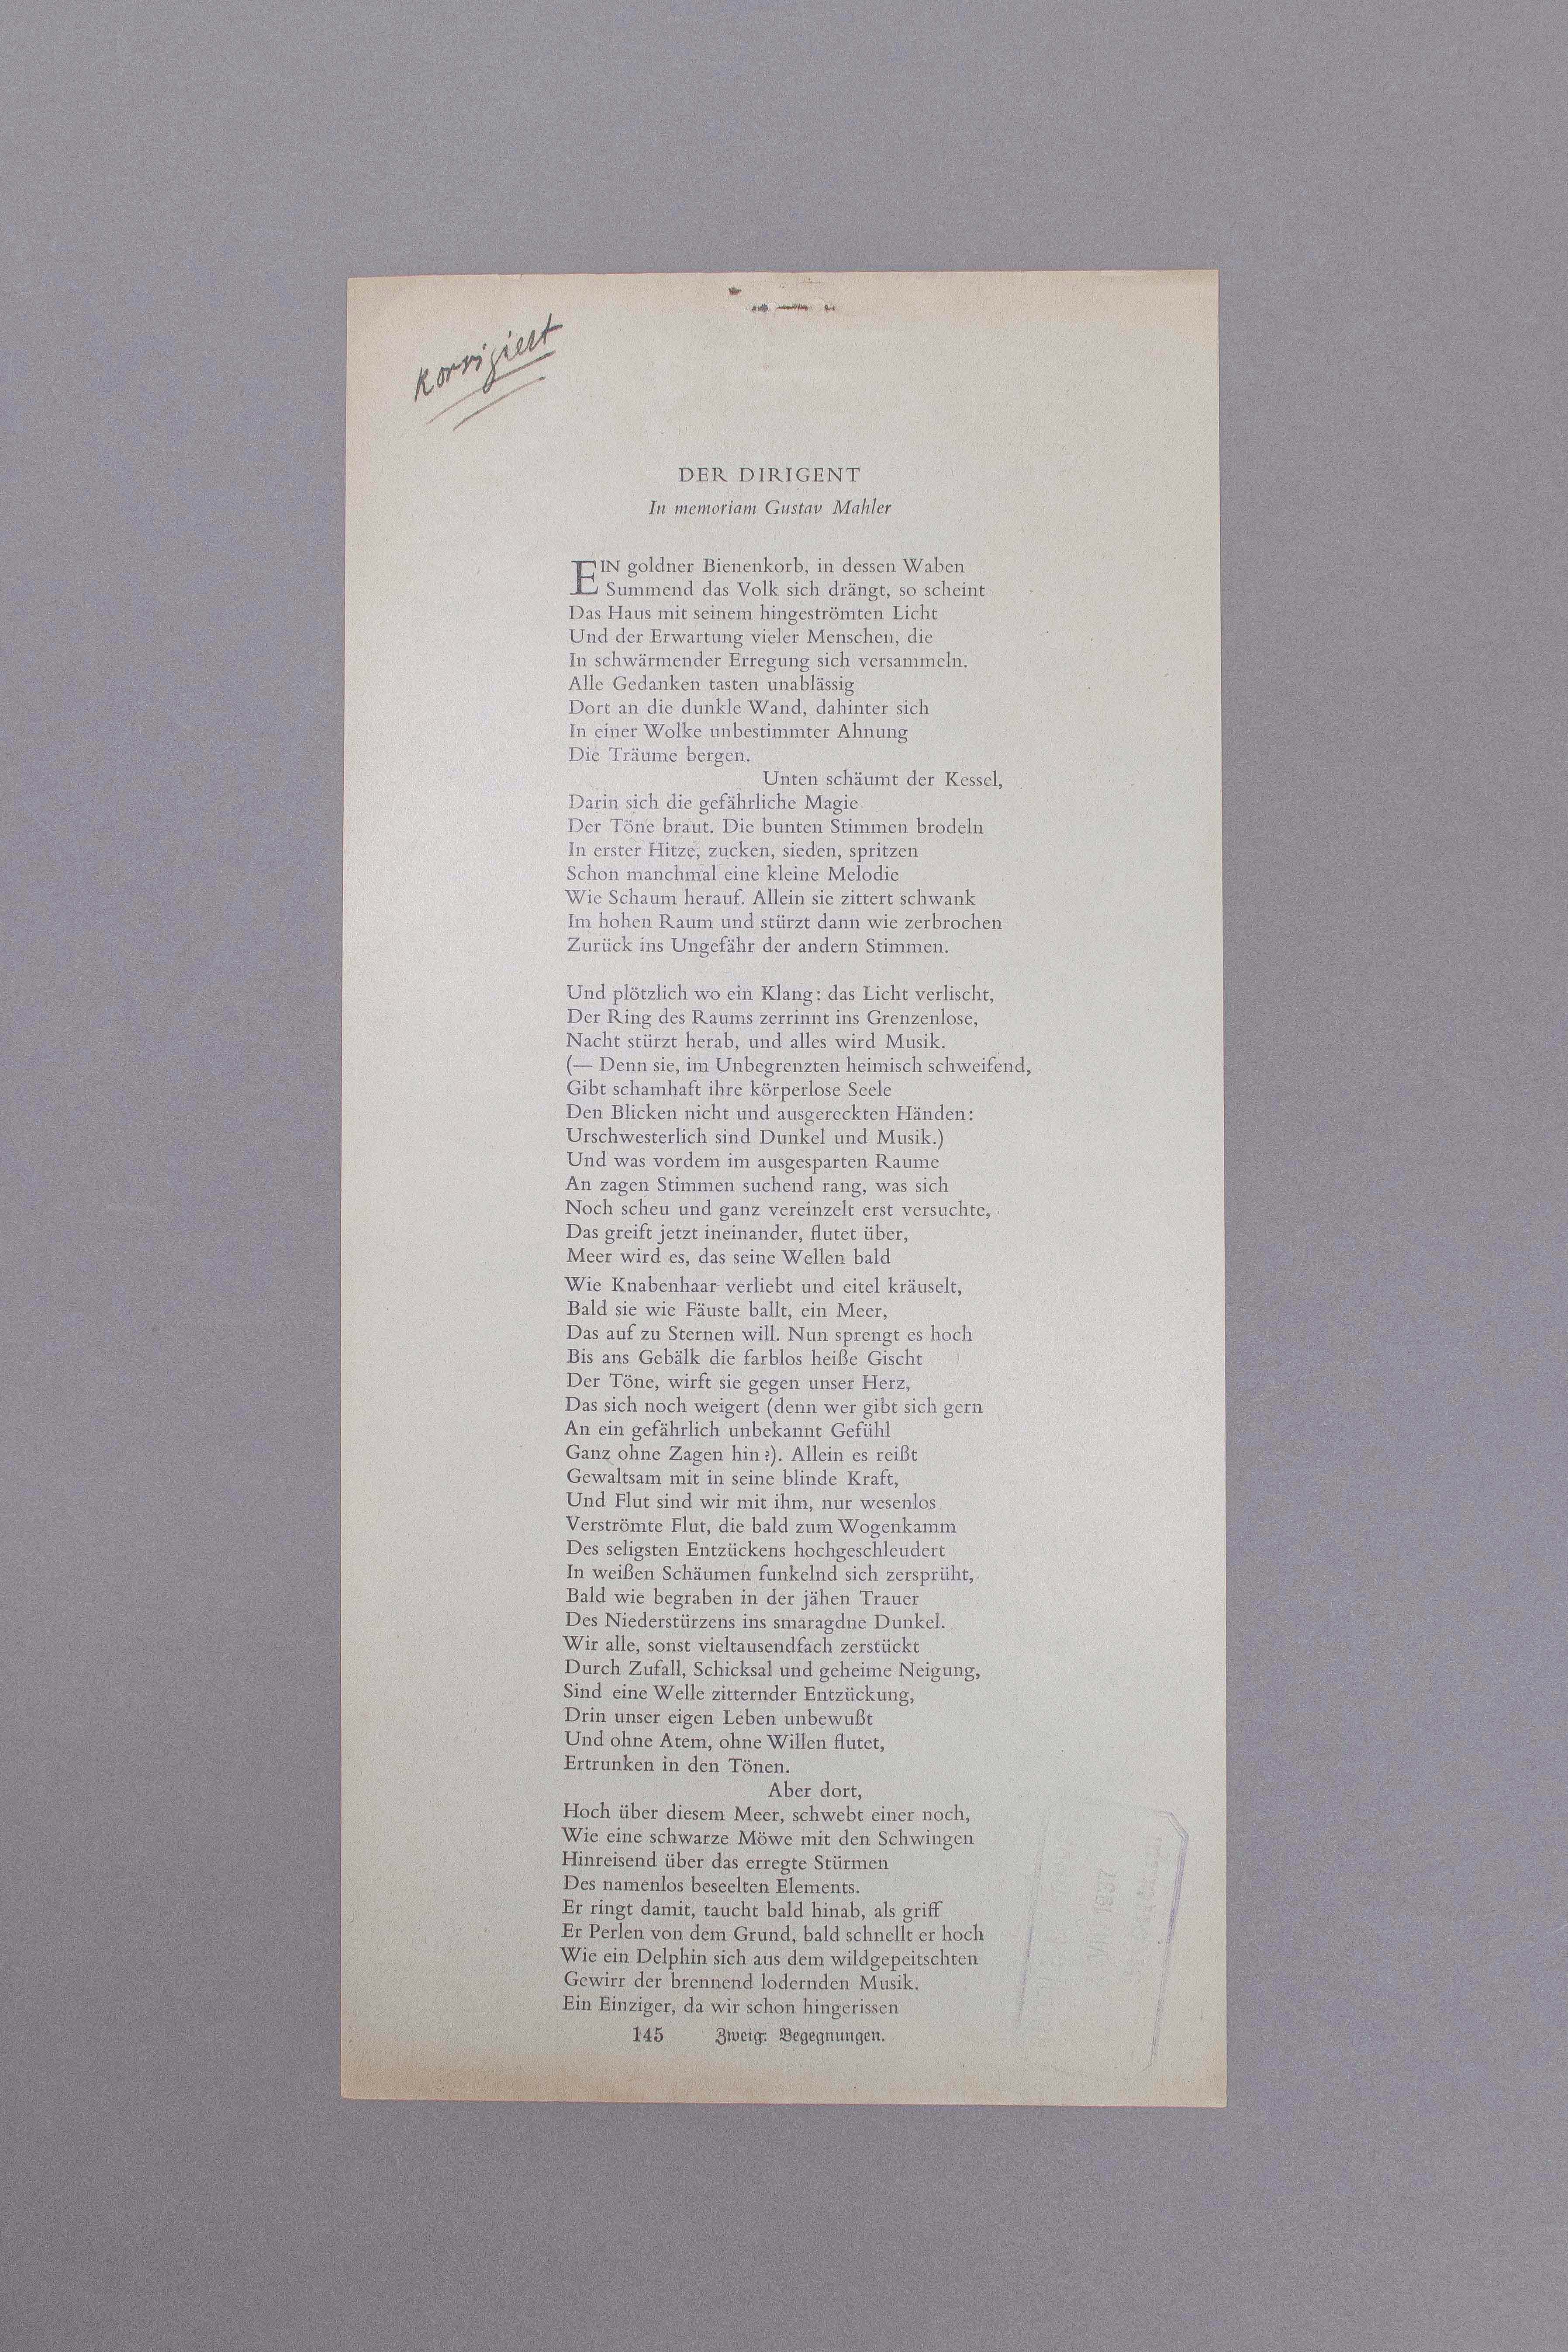 korrigiert
DER DIRIGENT
In memoriam Gustav Mahler
EIN goldner Bienenkorb, in dessen Waben
Summend das Volk sich drängt, so scheint
Das Haus mit seinem hingeströmten Licht
Und der Erwartung vieler Menschen, die
In schwärmender Erregung sich versammeln.
Alle Gedanken tasten unablässig
Dort an die dunkle Wand, dahinter sich
In einer Wolke unbestimmter Ahnung
Die Träume bergen.
Unten schäumt der Kessel,
Darin sich die gefährliche Magie
Der Töne braut. Die bunten Stimmen brodeln
In erster Hitze, zucken, sieden, spritzen
Schon manchmal eine kleine Melodie
Wie Schaum herauf. Allein sie zittert schwank
Im hohen Raum und stürzt dann wie zerbrochen
Zurück ins Ungefähr der andern Stimmen.
Und plötzlich wo ein Klang: das Licht verlischt,
Der Ring des Raums zerrinnt ins Grenzenlose,
Nacht stürzt herab, und alles wird Musik.
(— Denn sie, im Unbegrenzten heimisch schweifend,
Gibt schamhaft ihre körperlose Seele
Den Blicken nicht und ausgereckten Händen:
Urschwesterlich sind Dunkel und Musik.)
Und was vordem im ausgesparten Raume
An zagen Stimmen suchend rang, was sich
Noch scheu und ganz vereinzelt erst versuchte,
Das greift jetzt ineinander, flutet über,
Meer wird es, das seine Wellen bald
Wie Knabenhaar verliebt und eitel kräuselt,
Bald sie wie Fäuste ballt, ein Meer,
Das auf zu Sternen will. Nun sprengt es hoch
Bis ans Gebälk die farblos heiße Gischt
Der Töne, wirft sie gegen unser Herz,
Das sich noch weigert (denn wer gibt sich gern
An ein gefährlich unbekannt Gefühl
Ganz ohne Zagen hin?). Allein es reißt
Gewaltsam mit in seine blinde Kraft,
Und Flut sind wir mit ihm, nur wesenlos
Verströmte Flut, die bald zum Wogenkamm
Des seligsten Entzückens hochgeschleudert
In weißen Schäumen funkelnd sich zersprüht,
Bald wie begraben in der jähen Trauer
Des Niederstürzens ins smaragdne Dunkel.
Wir alle, sonst vieltausendfach zerstückt
Durch Zufall, Schicksal und geheime Neigung,
Sind eine Welle zitternder Entzückung,
Drin unser eigen Leben unbewußt
Und ohne Atem, ohne Willen flutet,
Ertrunken in den Tönen.
Aber dort,
Hoch über diesem Meer, schwebt einer noch,
Wie eine schwarze Möwe mit den Schwingen
Hinreisend über das erregte Stürmen
Des namenlos beseelten Elements.
Er ringt damit, taucht bald hinab, als griff
Er Perlen von dem Grund, bald schnellt er hoch
Wie ein Delphin sich aus dem wildgepeitschten
Gewirr der brennend lodernden Musik.
Ein Einziger, da wir schon hingerissen
145 Zweig: Begegnungen.